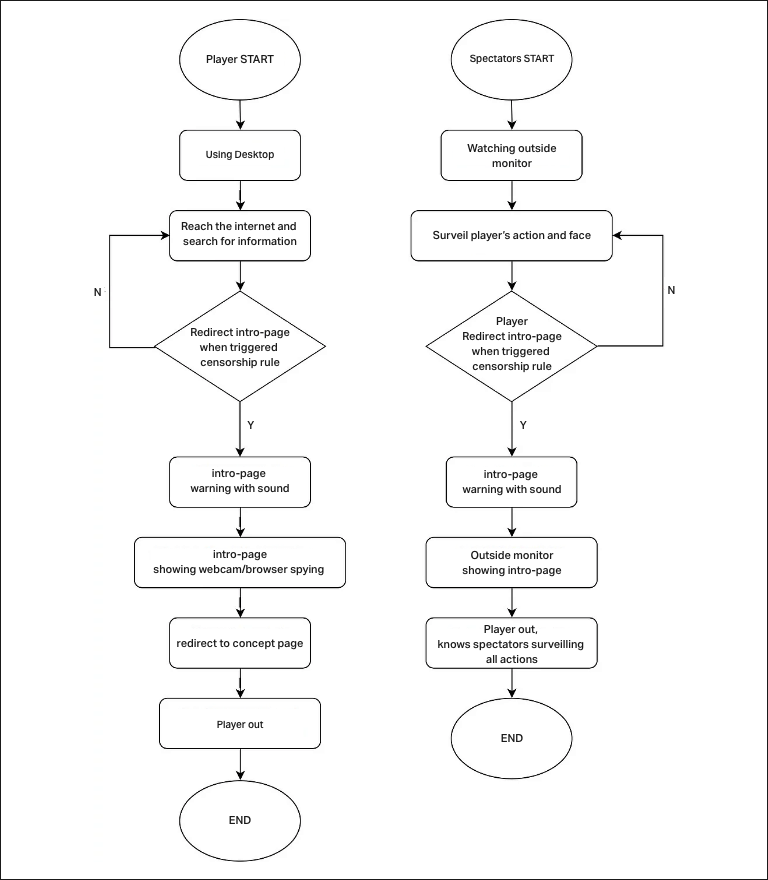 Player START
Using Desktop
Reach the internet and
search for information
N
Redirect intro-page
when triggered
censorship rule
Y
intro-page
warning with sound
intro-page
showing webcam/browser spying
redirect to concept page
Player out
END
Spectators START
Watching outside
monitor
Surveil player's action and face
N
Player
Redirect intro-page
when triggered
censorship rule
Y
intro-page
warning with sound
Outside monitor
showing intro-page
Player out,
knows spectators surveilling
all actions
END